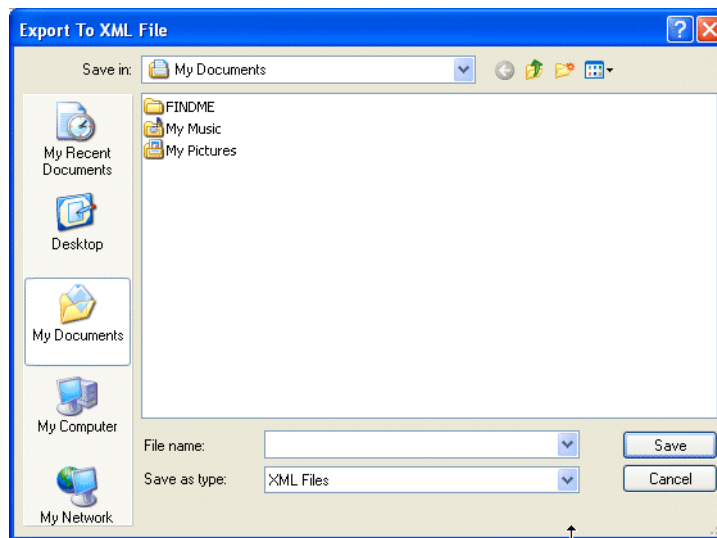 Export To XML File
Save in: My Documents
FINDME
My Music
My Pictures
My Recent
Documents
Desktop
My Documents
My Computer
My Network
File name: Save
Save as type: XML Files Cancel